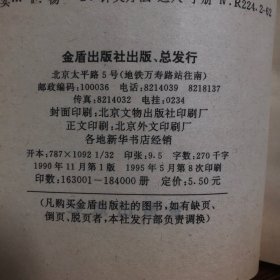 N.R224.2-62
金盾出版社出版、总发行
北京太平路5号(地铁万寿路站往南)
邮政编码:100036 电话:8214039 8218137
传真:8214032 电挂:0234
封面印刷:北京文物出版社印刷厂
正文印刷:北京外文印刷厂
各地新华书店经销
开本:787×1092 1/32 印张:9.5 字数:270千字
1990年11月第1版 1995年5月第8次印刷
印数:163001—184000册 定价:5.50元
(凡购买金盾出版社的图书,如有缺页、
倒页、脱页者,本社发行部负责调换)